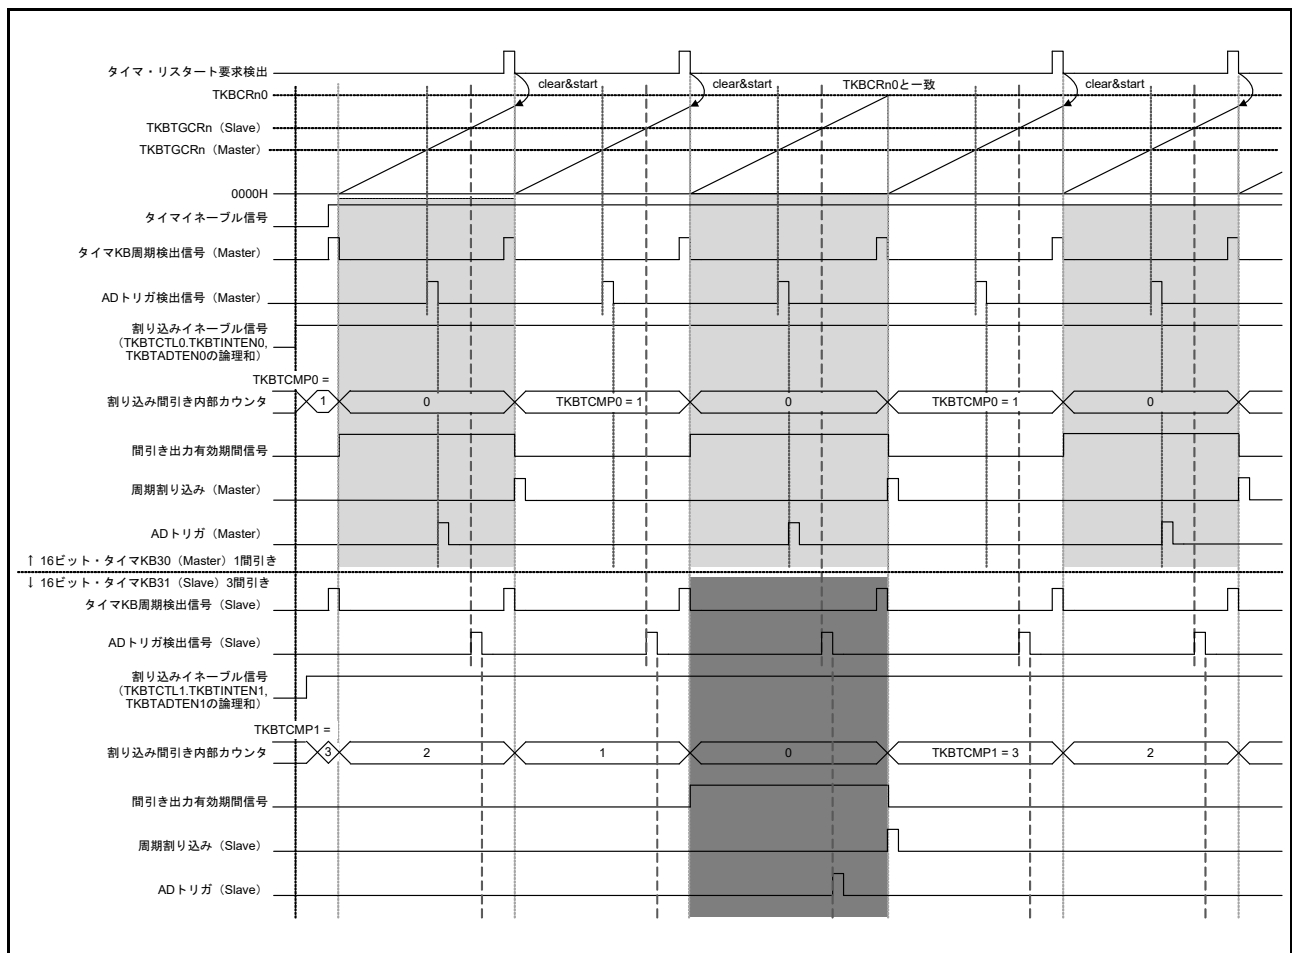 タイマ・リスタート要求検出
clear&start
clear&start
TKBCRn0と一致
clear&start
TKBCRn0
TKBTGCRn（Slave）
TKBTGCRn（Master）
0000H
タイマイネーブル信号
タイマKB周期検出信号（Master）
ADトリガ検出信号（Master）
割り込みイネーブル信号
（TKBTCTL0.TKBTINTEN0,
TKBTADTEN0の論理和）
TKBTCMP0 =
割り込み間引き内部カウンタ
1
0
TKBTCMP0 = 1
0
TKBTCMP0 = 1
0
間引き出力有効期間信号
周期割り込み（Master）
ADトリガ（Master）
↑ 16ビット・タイマKB30（Master）1間引き
↓ 16ビット・タイマKB31（Slave）3間引き
タイマKB周期検出信号（Slave）
ADトリガ検出信号（Slave）
割り込みイネーブル信号
（TKBTCTL1.TKBTINTEN1,
TKBTADTEN1の論理和）
TKBTCMP1 =
割り込み間引き内部カウンタ
3
2
1
0
TKBTCMP1 = 3
2
間引き出力有効期間信号
周期割り込み（Slave）
ADトリガ（Slave）